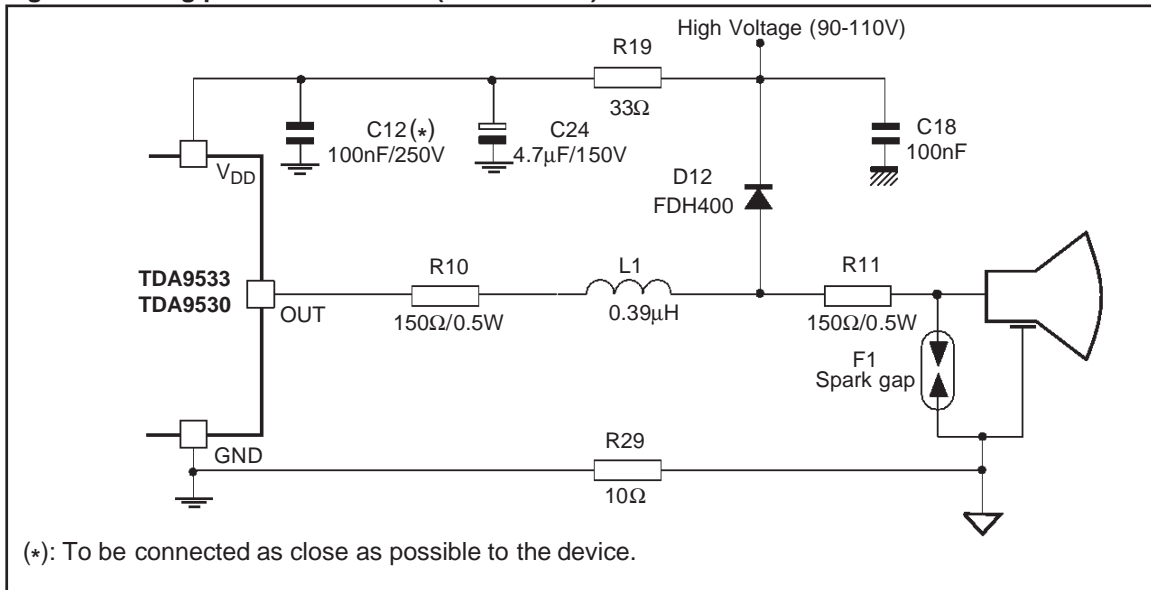 High Voltage (90-110V)
R19
33Ω
C12(*)
100nF/250V
C24
4.7µF/150V
C18
100nF
VDD
D12
FDH400
TDA9533
TDA9530
OUT
R10
150Ω/0.5W
L1
0.39µH
R11
150Ω/0.5W
F1
Spark gap
GND
R29
10Ω
(*): To be connected as close as possible to the device.